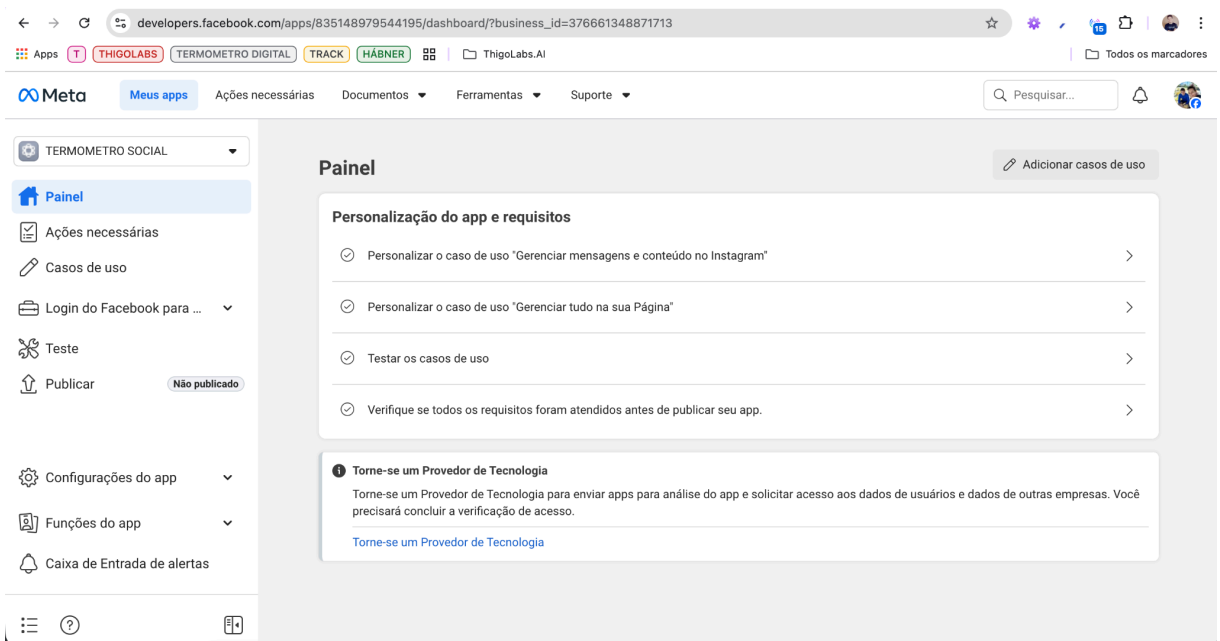 developers.facebook.com/apps/835148979544195/dashboard/?business_id=376661348871713
15
Apps T THIGOLABS TERMOMETRO DIGITAL TRACK HÁBNER ThigoLabs.AI Todos os marcadores
Meta Meus apps Ações necessárias Documentos Ferramentas Suporte Pesquisar...
TERMOMETRO SOCIAL
Painel
Ações necessárias
Casos de uso
Login do Facebook para ...
Teste
Publicar Não publicado
Configurações do app
Funções do app
Caixa de Entrada de alertas
Painel Adicionar casos de uso
Personalização do app e requisitos
Personalizar o caso de uso "Gerenciar mensagens e conteúdo no Instagram"
Personalizar o caso de uso "Gerenciar tudo na sua Página"
Testar os casos de uso
Verifique se todos os requisitos foram atendidos antes de publicar seu app.
Torne-se um Provedor de Tecnologia
Torne-se um Provedor de Tecnologia para enviar apps para análise do app e solicitar acesso aos dados de usuários e dados de outras empresas. Você
precisará concluir a verificação de acesso.
Torne-se um Provedor de Tecnologia